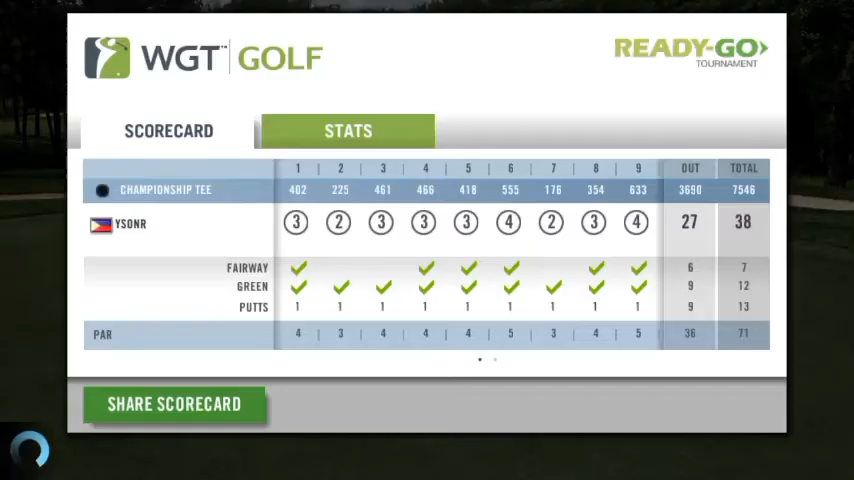 WGT™ | GOLF
READY-GO
TOURNAMENT
SCORECARD
STATS
1 | 2 | 3 | 4 | 5 | 6 | 7 | 8 | 9 OUT TOTAL
CHAMPIONSHIP TEE 402 225 461 466 418 555 176 354 633 3690 7546
YSONR 3 2 3 3 3 4 2 3 4 27 38
FAIRWAY 6 7
GREEN 9 12
PUTTS 1 1 1 1 1 1 1 1 1 9 13
PAR 4 | 3 | 4 | 4 | 4 | 5 | 3 | 4 | 5 36 71
SHARE SCORECARD